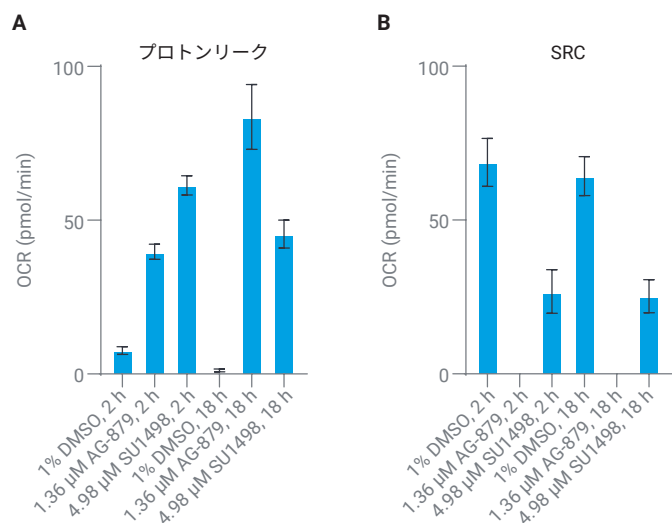 A
プロトンリーク
100
50
0
OCR (pmol/min)
1% DMSO, 2 h
1.36 µM AG-879, 2 h
4.98 µM SU1498, 2 h
1% DMSO, 18 h
1.36 µM AG-879, 18 h
4.98 µM SU1498, 18 h
B
SRC
100
50
0
OCR (pmol/min)
1% DMSO, 2 h
1.36 µM AG-879, 2 h
4.98 µM SU1498, 2 h
1% DMSO, 18 h
1.36 µM AG-879, 18 h
4.98 µM SU1498, 18 h